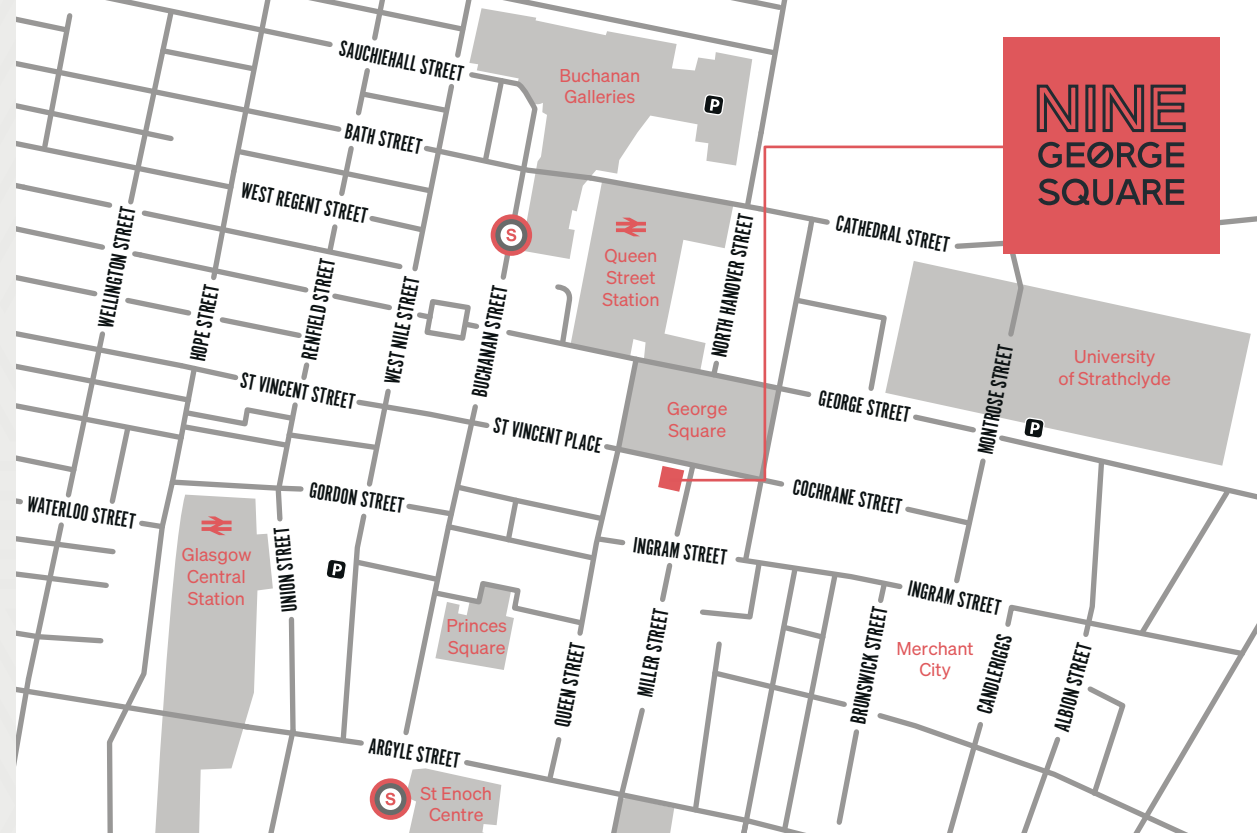 SAUCHIEHALL STREET
Buchanan
Galleries
P
NINE
GEØRGE
SQUARE
BATH STREET
WEST REGENT STREET
S
Queen
Street
Station
CATHEDRAL STREET
WELLINGTON STREET
HOPE STREET
RENFIELD STREET
WEST NILE STREET
BUCHANAN STREET
NORTH HANOVER STREET
MONTROSE STREET
University
of Strathclyde
ST VINCENT STREET
GEORGE STREET
George
Square
P
ST VINCENT PLACE
COCHRANE STREET
GORDON STREET
WATERLOO STREET
Glasgow
Central
Station
UNION STREET
P
INGRAM STREET
INGRAM STREET
Princes
Square
QUEEN STREET
MILLER STREET
BRUNSWICK STREET
Merchant
City
CANDLERIGGS
ALBION STREET
ARGYLE STREET
S
St Enoch
Centre